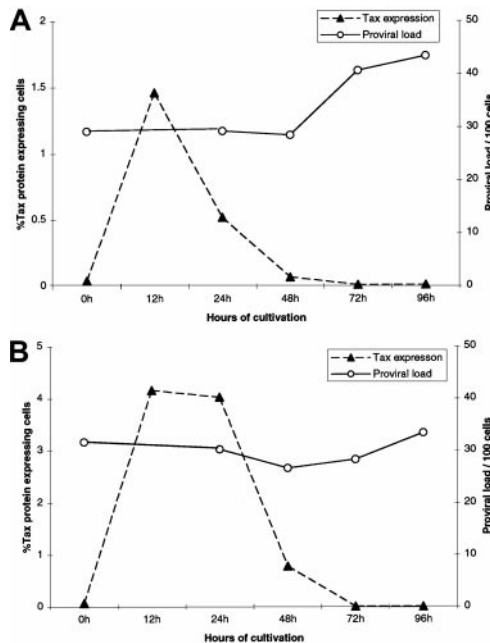 A
Tax expression
Proviral load
2
1.5
1
0.5
0
50
40
30
20
10
0
%Tax protein expressing cells
Proviral load / 100 cells
0h 12h 24h 48h 72h 96h
Hours of cultivation
B
Tax expresson
Proviral load
5
4
3
2
1
0
50
40
30
20
10
0
%Tax protein expressing cells
Proviral load / 100 cells
0h 12h 24h 48h 72h 96h
Hours of cultivation